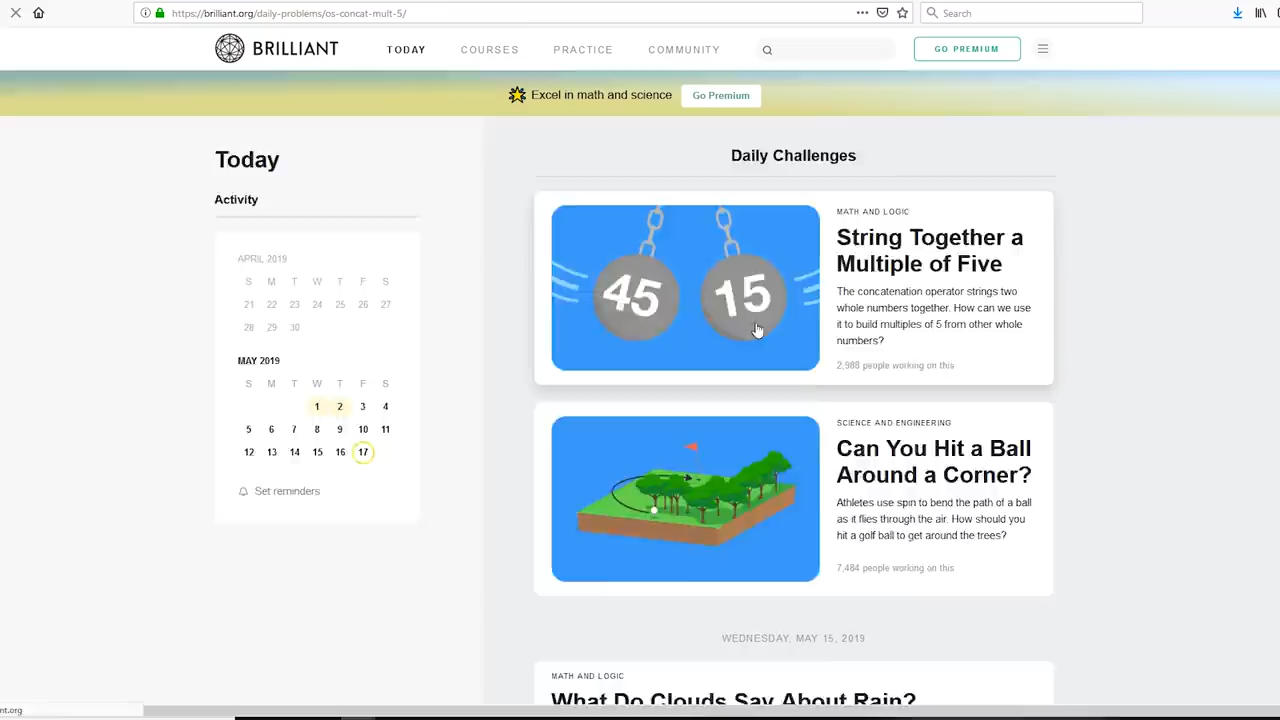 https://brilliant.org/daily-problems/os-concat-mult-5/
Search
BRILLIANT
TODAY
COURSES
PRACTICE
COMMUNITY
GO PREMIUM
Excel in math and science
Go Premium
Today
Activity
APRIL 2019
S M T W T F S
21 22 23 24 25 26 27
28 29 30
MAY 2019
S M T W T F S
1 2 3 4
5 6 7 8 9 10 11
12 13 14 15 16 17
Set reminders
Daily Challenges
45
15
MATH AND LOGIC
String Together a
Multiple of Five
The concatenation operator strings two
whole numbers together. How can we use
it to build multiples of 5 from other whole
numbers?
2,988 people working on this
SCIENCE AND ENGINEERING
Can You Hit a Ball
Around a Corner?
Athletes use spin to bend the path of a ball
as it flies through the air. How should you
hit a golf ball to get around the trees?
7,484 people working on this
WEDNESDAY, MAY 15, 2019
MATH AND LOGIC
What Do Clouds Say About Rain?
nt.org